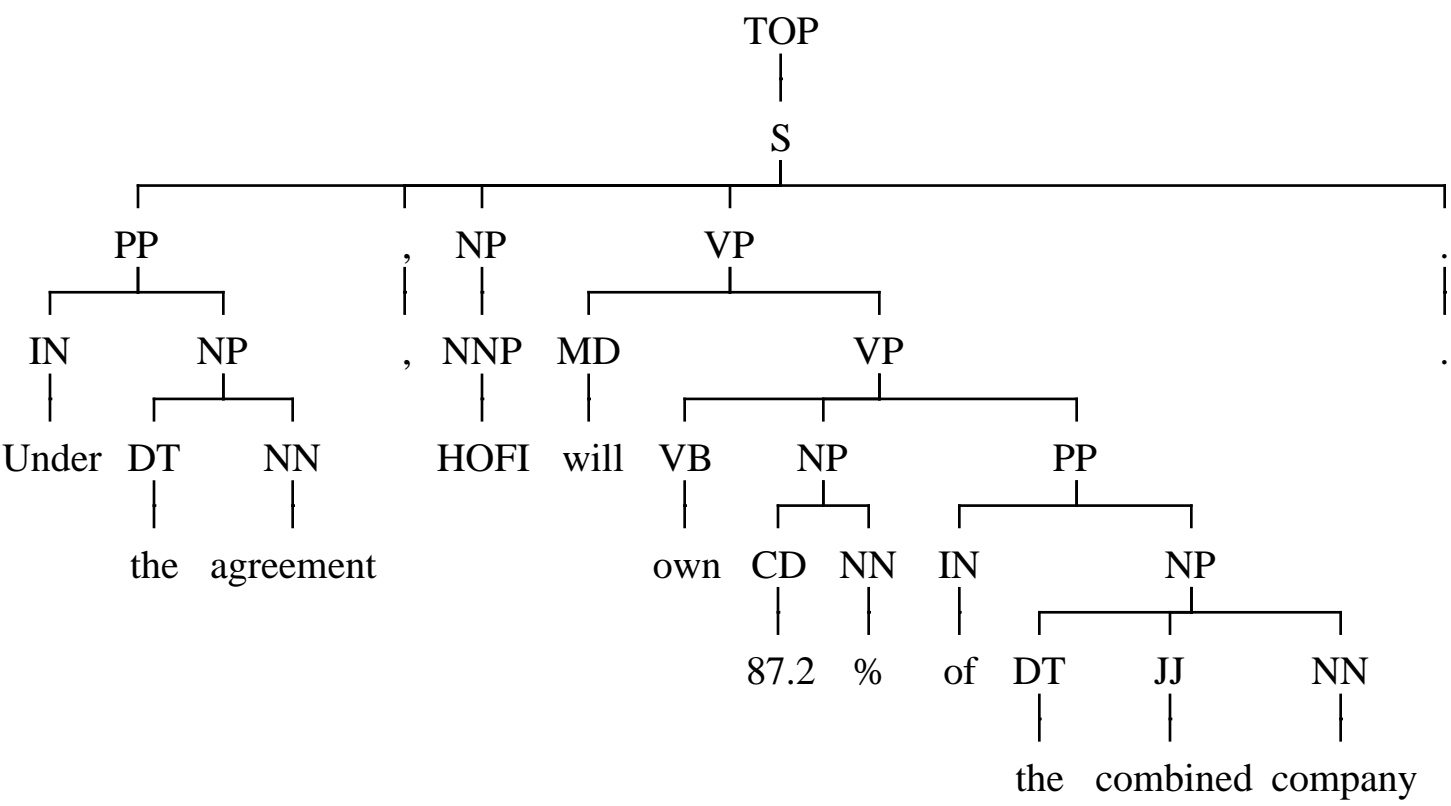 TOP
S
PP , NP VP .
IN NP , NNP MD VP .
Under DT NN HOFI will VB NP PP
the agreement own CD NN IN NP
87.2 % of DT JJ NN
the combined company